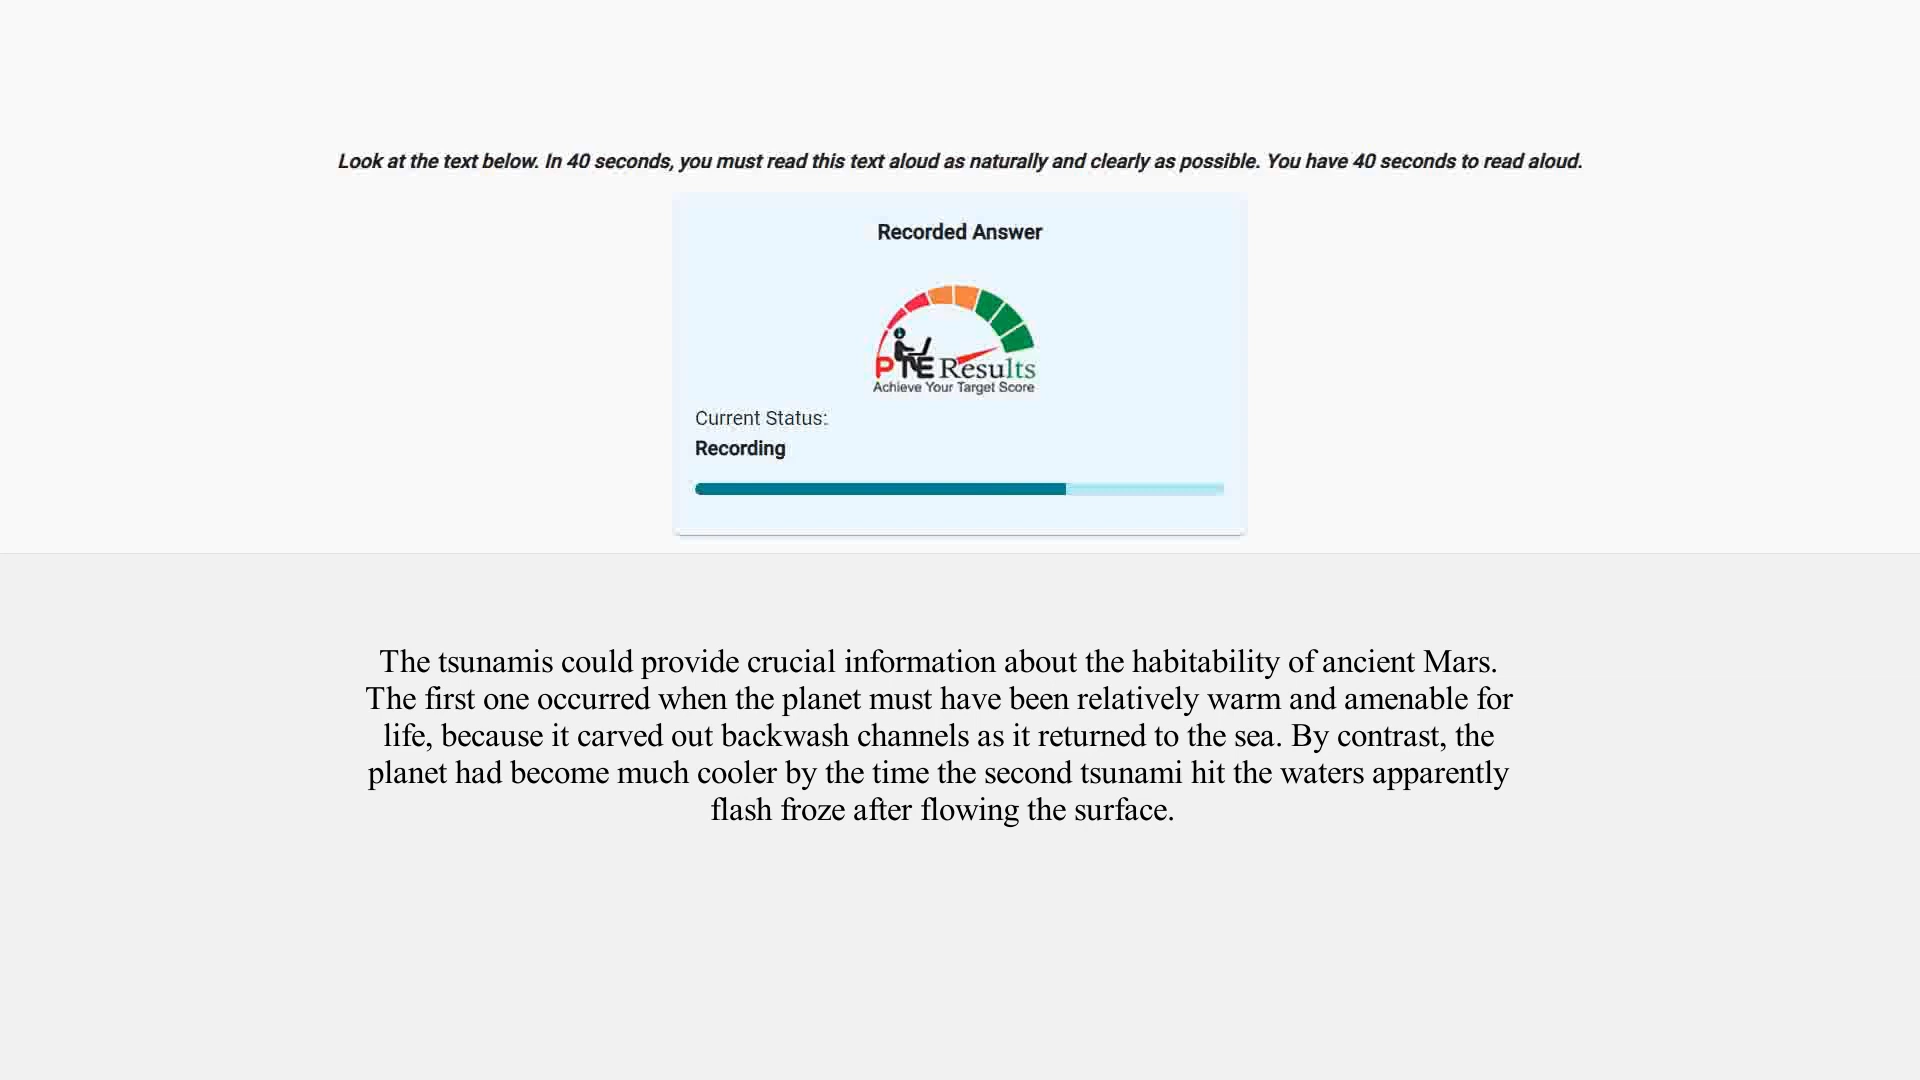 Look at the text below. In 40 seconds, you must read this text aloud as naturally and clearly as possible. You have 40 seconds to read aloud.
Recorded Answer
PTE Results
Achieve Your Target Score
Current Status:
Recording
The tsunamis could provide crucial information about the habitability of ancient Mars.
The first one occurred when the planet must have been relatively warm and amenable for
life, because it carved out backwash channels as it returned to the sea. By contrast, the
planet had become much cooler by the time the second tsunami hit the waters apparently
flash froze after flowing the surface.